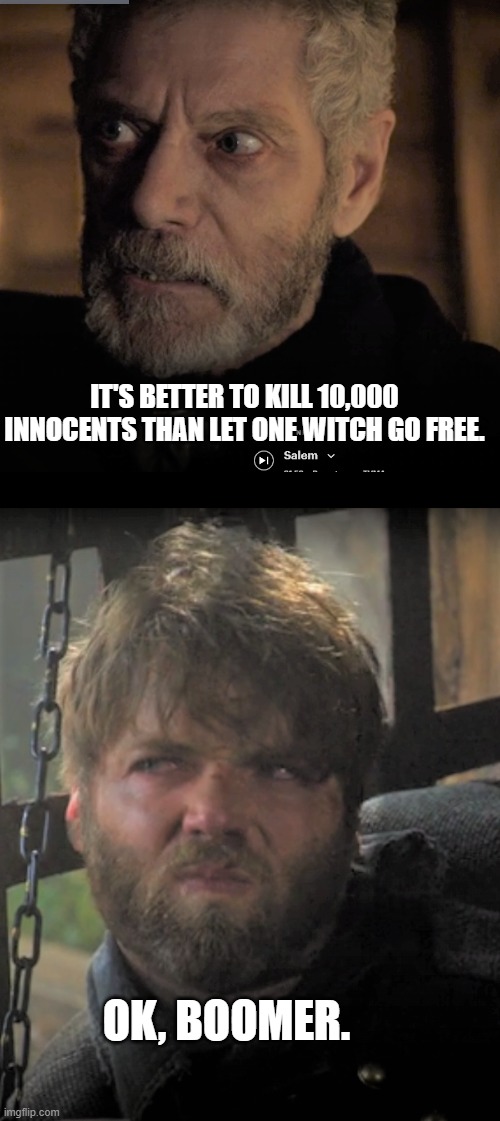 IT'S BETTER TO KILL 10,000
INNOCENTS THAN LET ONE WITCH GO FREE.
Salem
OK, BOOMER.
imgflip.com